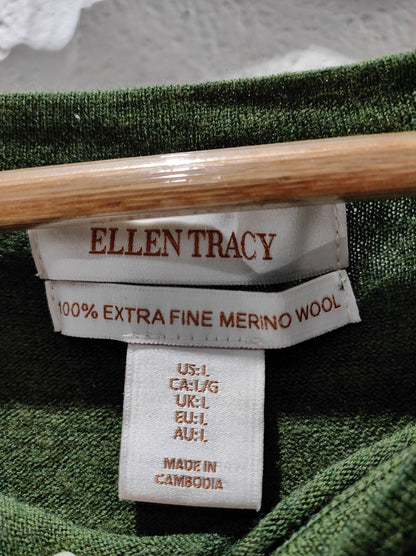 ELLEN TRACY
100% EXTRA FINE MERINO WOOL
US:L
CA:L/G
UK:L
EU:L
AU:L
MADE IN
CAMBODIA